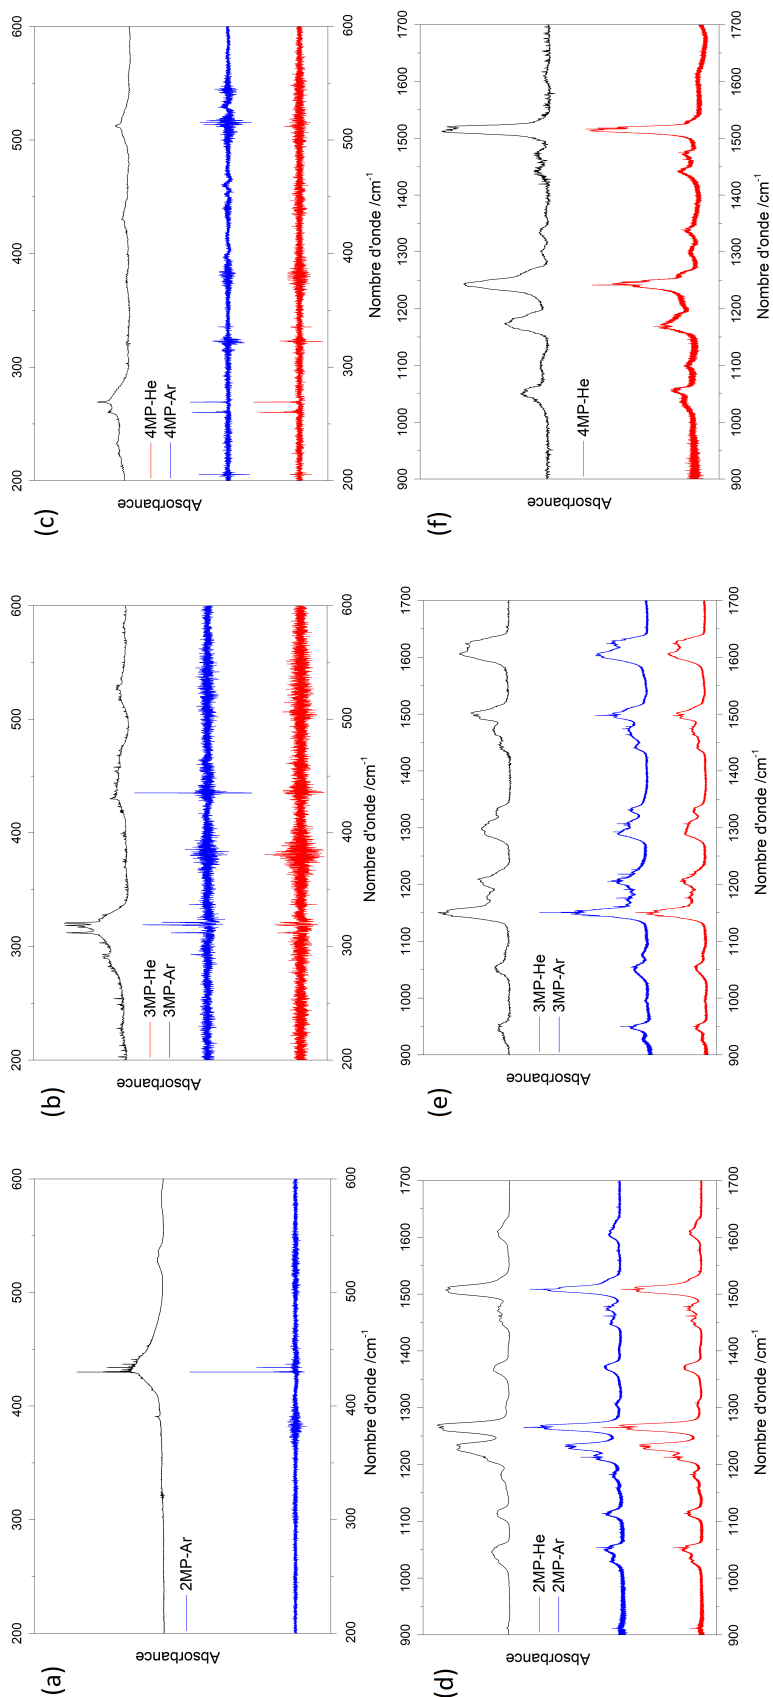 (a)
Absorbance
2MP-Ar
200 300 400 500 600
Nombre d'onde /cm-1
(b)
Absorbance
3MP-He
3MP-Ar
200 300 400 500 600
Nombre d'onde /cm-1
(c)
Absorbance
4MP-He
4MP-Ar
200 300 400 500 600
Nombre d'onde /cm-1
(d)
Absorbance
2MP-He
2MP-Ar
900 1000 1100 1200 1300 1400 1500 1600 1700
Nombre d'onde /cm-1
(e)
Absorbance
3MP-He
3MP-Ar
900 1000 1100 1200 1300 1400 1500 1600 1700
Nombre d'onde /cm-1
(f)
Absorbance
4MP-He
900 1000 1100 1200 1300 1400 1500 1600 1700
Nombre d'onde /cm-1